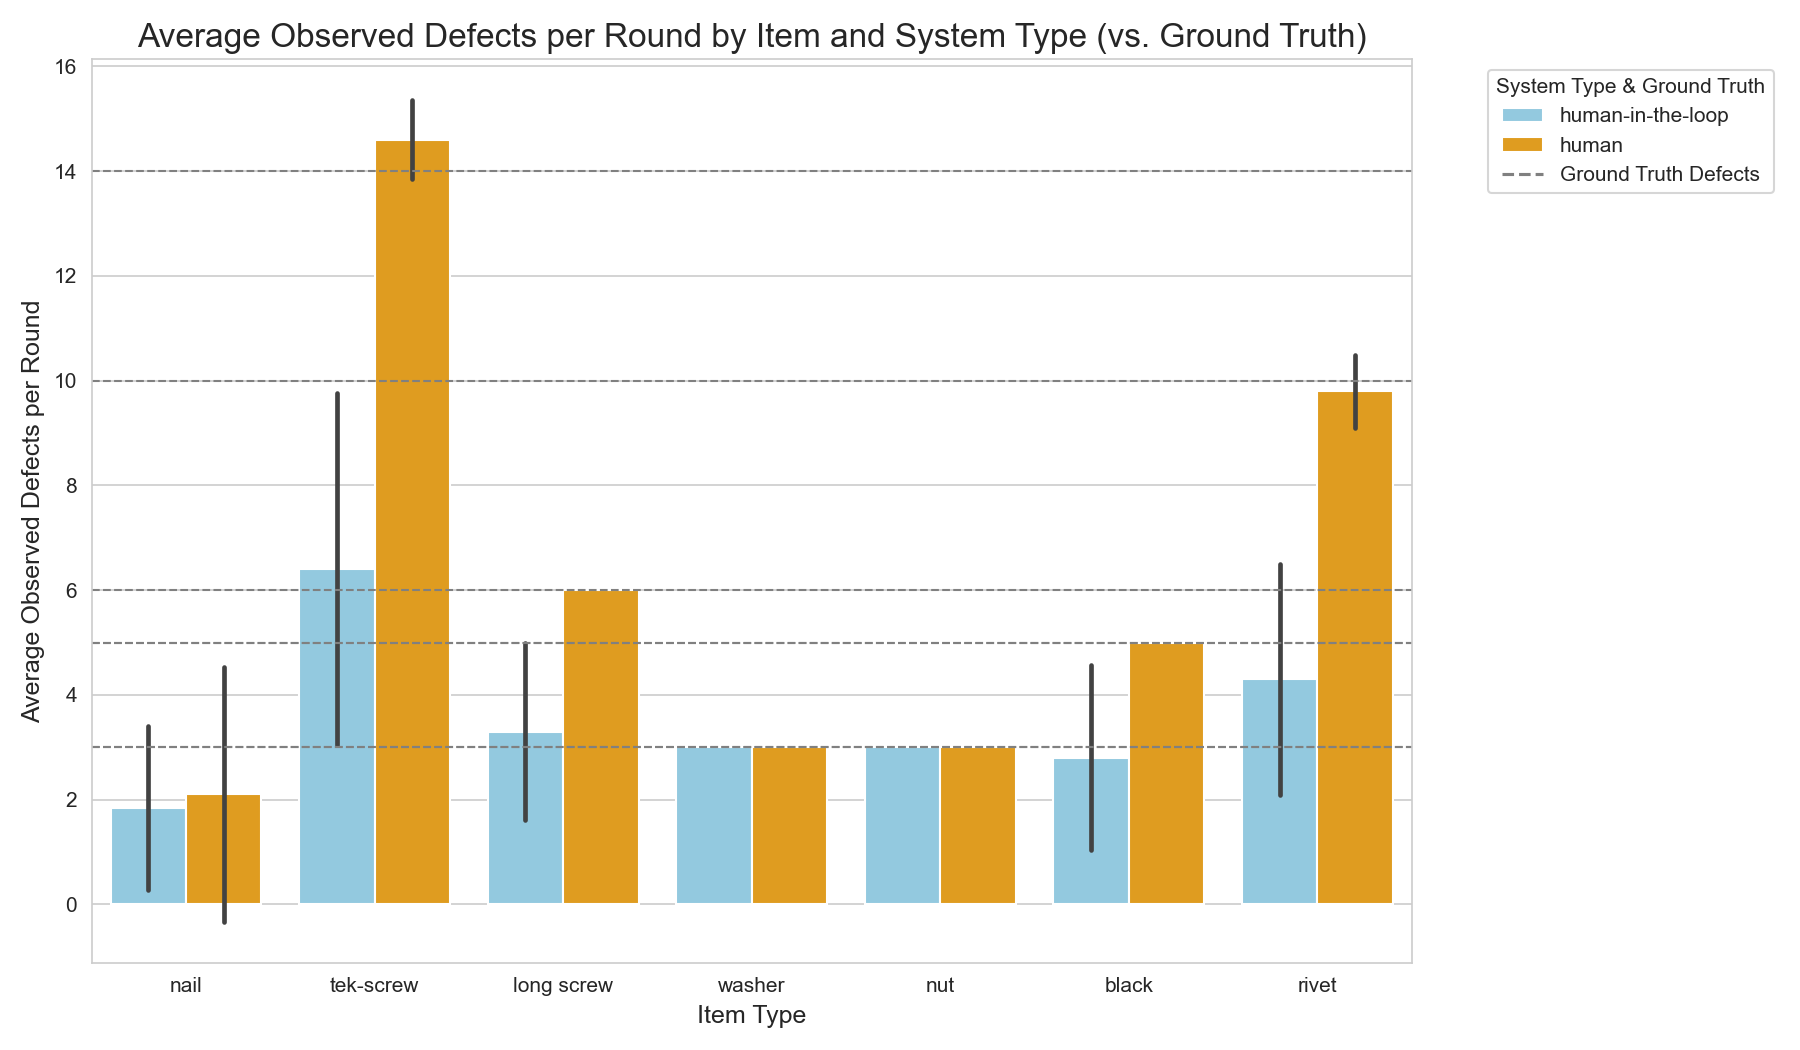 Average Observed Defects per Round by Item and System Type (vs. Ground Truth)
System Type & Ground Truth
human-in-the-loop
human
Ground Truth Defects
Average Observed Defects per Round
16
14
12
10
8
6
4
2
0
nail
tek-screw
long screw
washer
nut
black
rivet
Item Type